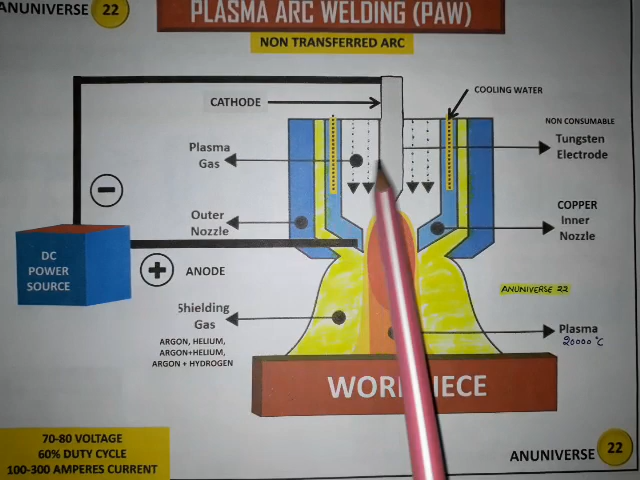 ANUNIVERSE 22
PLASMA ARC WELDING (PAW)
NON TRANSFERRED ARC
CATHODE
COOLING WATER
NON CONSUMABLE
Tungsten
Electrode
Plasma
Gas
Outer
Nozzle
COPPER
Inner
Nozzle
DC
POWER
SOURCE
ANODE
ANUNIVERSE 22
Shielding
Gas
ARGON, HELIUM,
ARGON+HELIUM,
ARGON + HYDROGEN
Plasma
20000 °C
WORKPIECE
70-80 VOLTAGE
60% DUTY CYCLE
100-300 AMPERES CURRENT
ANUNIVERSE 22